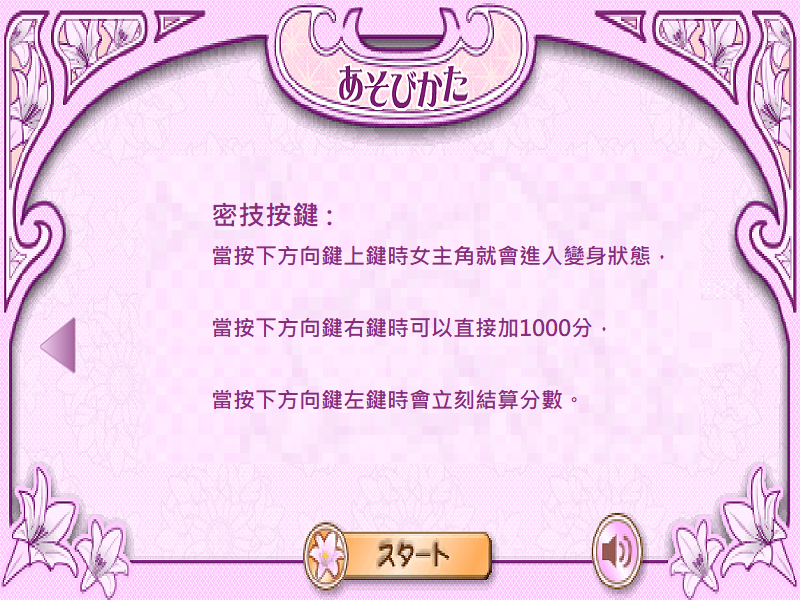 あそびかた
密技按鍵：
當按下方向鍵上鍵時女主角就會進入變身狀態．
當按下方向鍵右鍵時可以直接加1000分．
當按下方向鍵左鍵時會立刻結算分數。
スタート